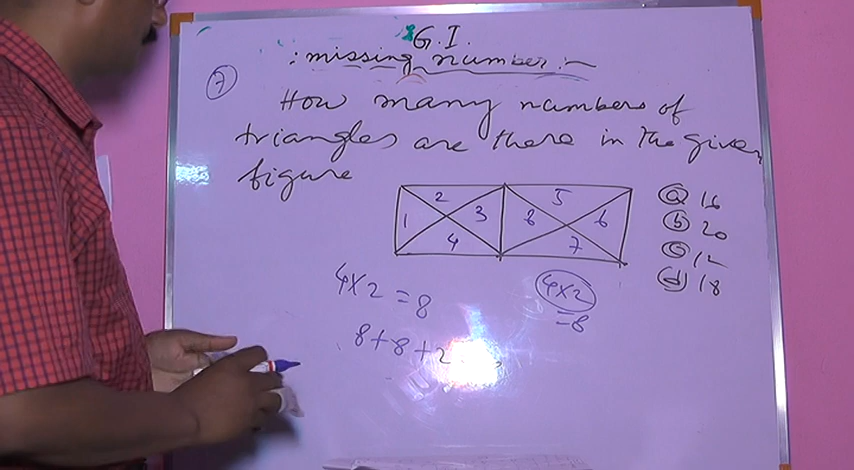 G.I.
: missing number :-
7
How many numbers of
triangles are there in the given
figure
1 2 3 4 8 5 6 7
a 16
b 20
c 12
d 18
4x2 = 8
4x2
=8
8+8+2